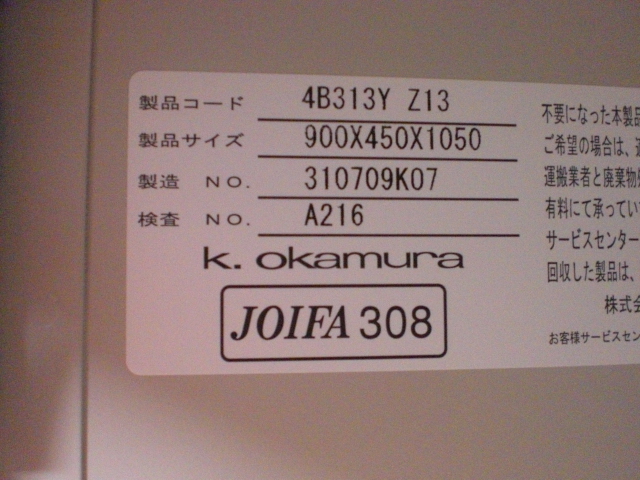 製品コード 4B313Y Z13
製品サイズ 900X450X1050
製造 NO. 310709K07
検査 NO. A216
k. okamura
JOIFA 308
不要になった本製品
ご希望の場合は、
運搬業者と廃棄物
有料にて承ってい
サービスセンター
回収した製品は、
株式会
お客様サービスセン